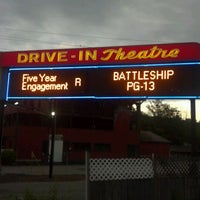 DRIVE-IN Theatre
Five Year
Engagement R
BATTLESHIP
PG-13